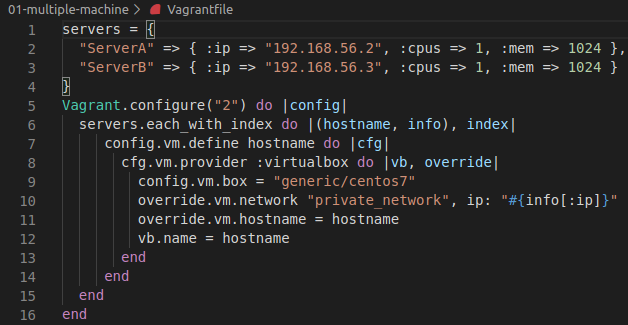 01-multiple-machine > Vagrantfile
1 servers = {
2   "ServerA" => { :ip => "192.168.56.2", :cpus => 1, :mem => 1024 },
3   "ServerB" => { :ip => "192.168.56.3", :cpus => 1, :mem => 1024 }
4 }
5 Vagrant.configure("2") do |config|
6   servers.each_with_index do |(hostname, info), index|
7     config.vm.define hostname do |cfg|
8       cfg.vm.provider :virtualbox do |vb, override|
9         config.vm.box = "generic/centos7"
10         override.vm.network "private_network", ip: "#{info[:ip]}"
11         override.vm.hostname = hostname
12         vb.name = hostname
13       end
14     end
15   end
16 end